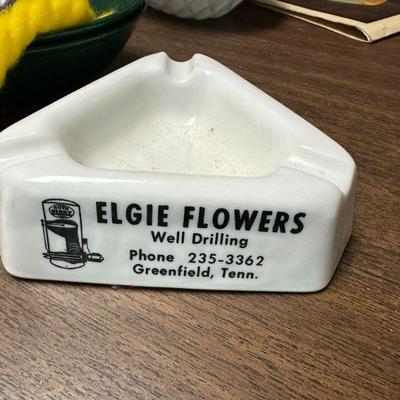 ELGIE FLOWERS
Well Drilling
Phone 235-3362
Greenfield, Tenn.